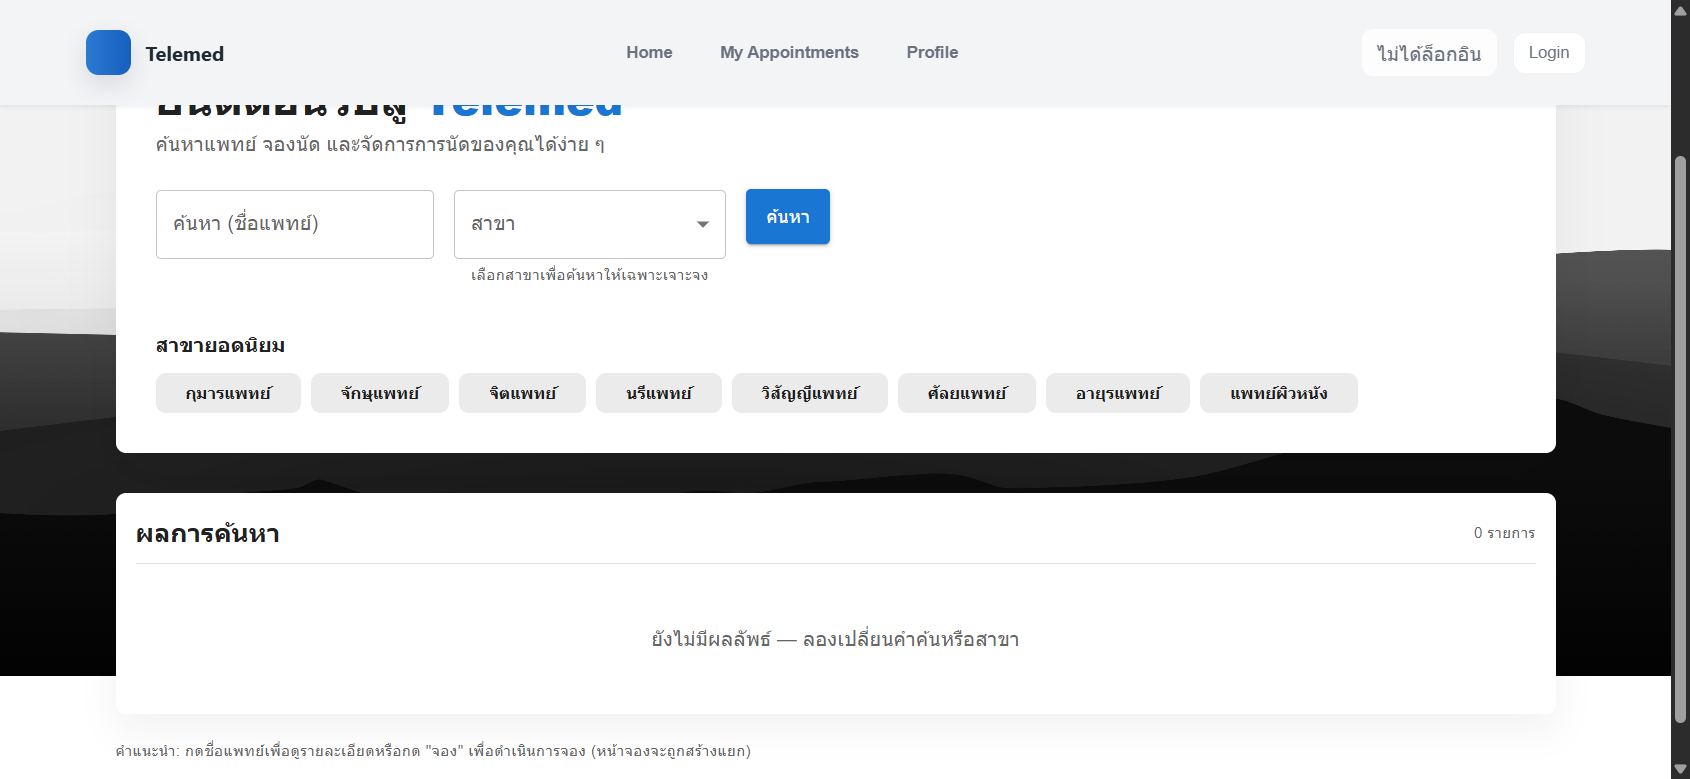 Telemed
Home
My Appointments
Profile
ไม่ได้ล็อกอิน
Login
Telemed
ค้นหาแพทย์ จองนัด และจัดการการนัดของคุณได้ง่าย ๆ
ค้นหา (ชื่อแพทย์)
สาขา
ค้นหา
เลือกสาขาเพื่อค้นหาให้เฉพาะเจาะจง
สาขายอดนิยม
กุมารแพทย์
จักษุแพทย์
จิตแพทย์
นรีแพทย์
วิสัญญีแพทย์
ศัลยแพทย์
อายุรแพทย์
แพทย์ผิวหนัง
ผลการค้นหา
0 รายการ
ยังไม่มีผลลัพธ์ — ลองเปลี่ยนคำค้นหรือสาขา
คำแนะนำ: กดชื่อแพทย์เพื่อดูรายละเอียดหรือกด "จอง" เพื่อดำเนินการจอง (หน้าจองจะถูกสร้างแยก)